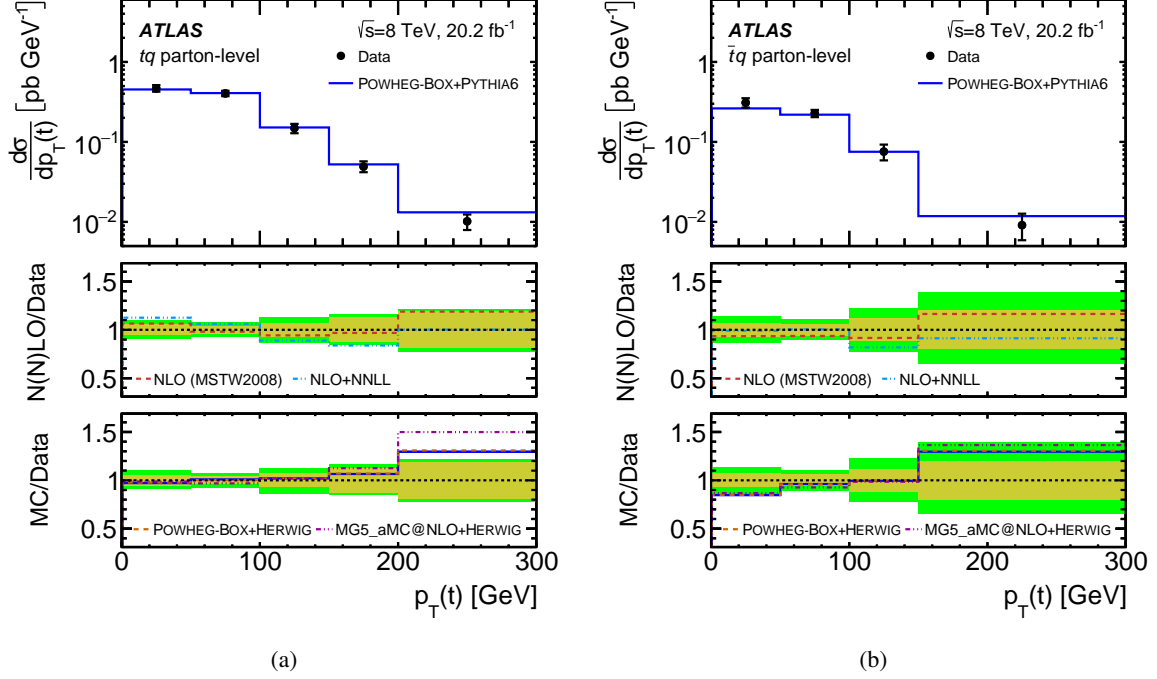 ATLAS √s=8 TeV, 20.2 fb⁻¹
tq parton-level Data
POWHEG-BOX+PYTHIA6
dσ/dp_T(t) [pb GeV⁻¹]
1
10⁻¹
10⁻²
N(N)LO/Data
1.5
1
0.5
NLO (MSTW2008) NLO+NNLL
MC/Data
1.5
1
0.5
POWHEG-BOX+HERWIG MG5_aMC@NLO+HERWIG
0 100 200 300
p_T(t) [GeV]
(a)
ATLAS √s=8 TeV, 20.2 fb⁻¹
t̄q parton-level Data
POWHEG-BOX+PYTHIA6
dσ/dp_T(t) [pb GeV⁻¹]
1
10⁻¹
10⁻²
N(N)LO/Data
1.5
1
0.5
NLO (MSTW2008) NLO+NNLL
MC/Data
1.5
1
0.5
POWHEG-BOX+HERWIG MG5_aMC@NLO+HERWIG
0 100 200 300
p_T(t) [GeV]
(b)